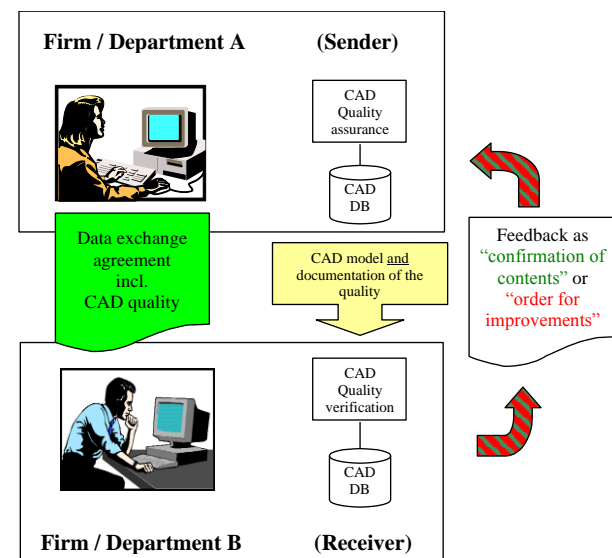 Firm / Department A (Sender)
CAD
Quality
assurance
CAD
DB
Data exchange
agreement
incl.
CAD quality
CAD model and
documentation of the
quality
Feedback as
“confirmation of
contents” or
“order for
improvements”
CAD
Quality
verification
CAD
DB
Firm / Department B (Receiver)